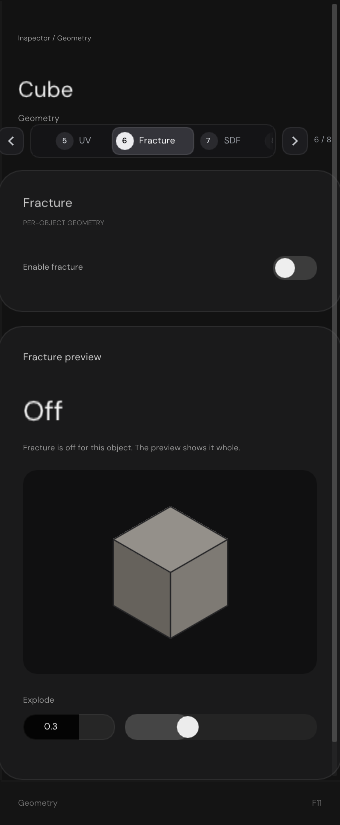 Inspector / Geometry
Cube
Geometry
5 UV 6 Fracture 7 SDF 6 / 8
Fracture
PER-OBJECT GEOMETRY
Enable fracture
Fracture preview
Off
Fracture is off for this object. The preview shows it whole.
Explode
0.3
Geometry F11